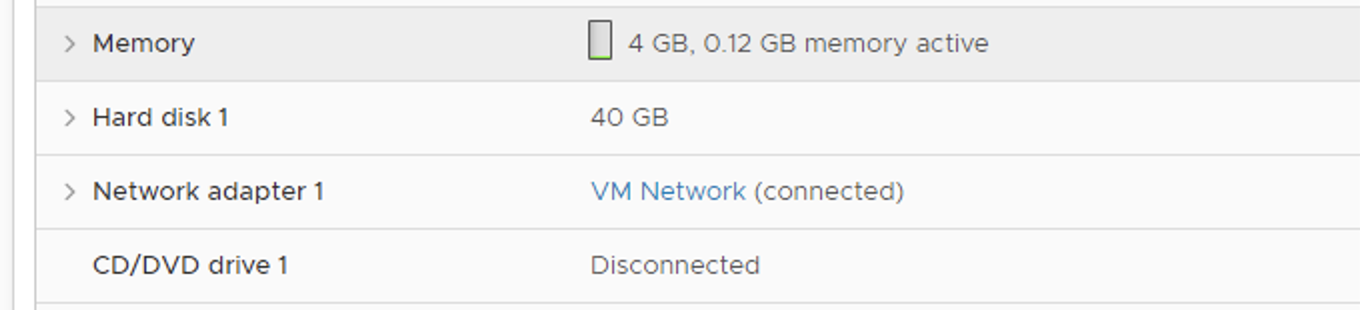 Memory 4 GB, 0.12 GB memory active
Hard disk 1 40 GB
Network adapter 1 VM Network (connected)
CD/DVD drive 1 Disconnected